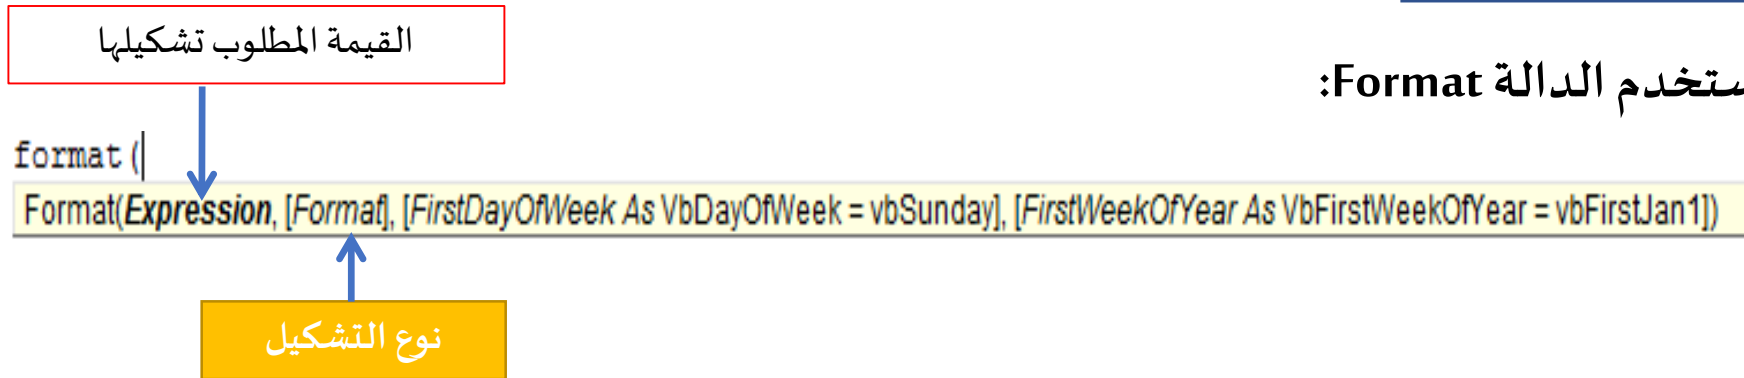 القيمة المطلوب تشكيلها
الدالة Format:
format(
Format(Expression, [Format], [FirstDayOfWeek As VbDayOfWeek = vbSunday], [FirstWeekOfYear As VbFirstWeekOfYear = vbFirstJan1])
نوع التشكيل